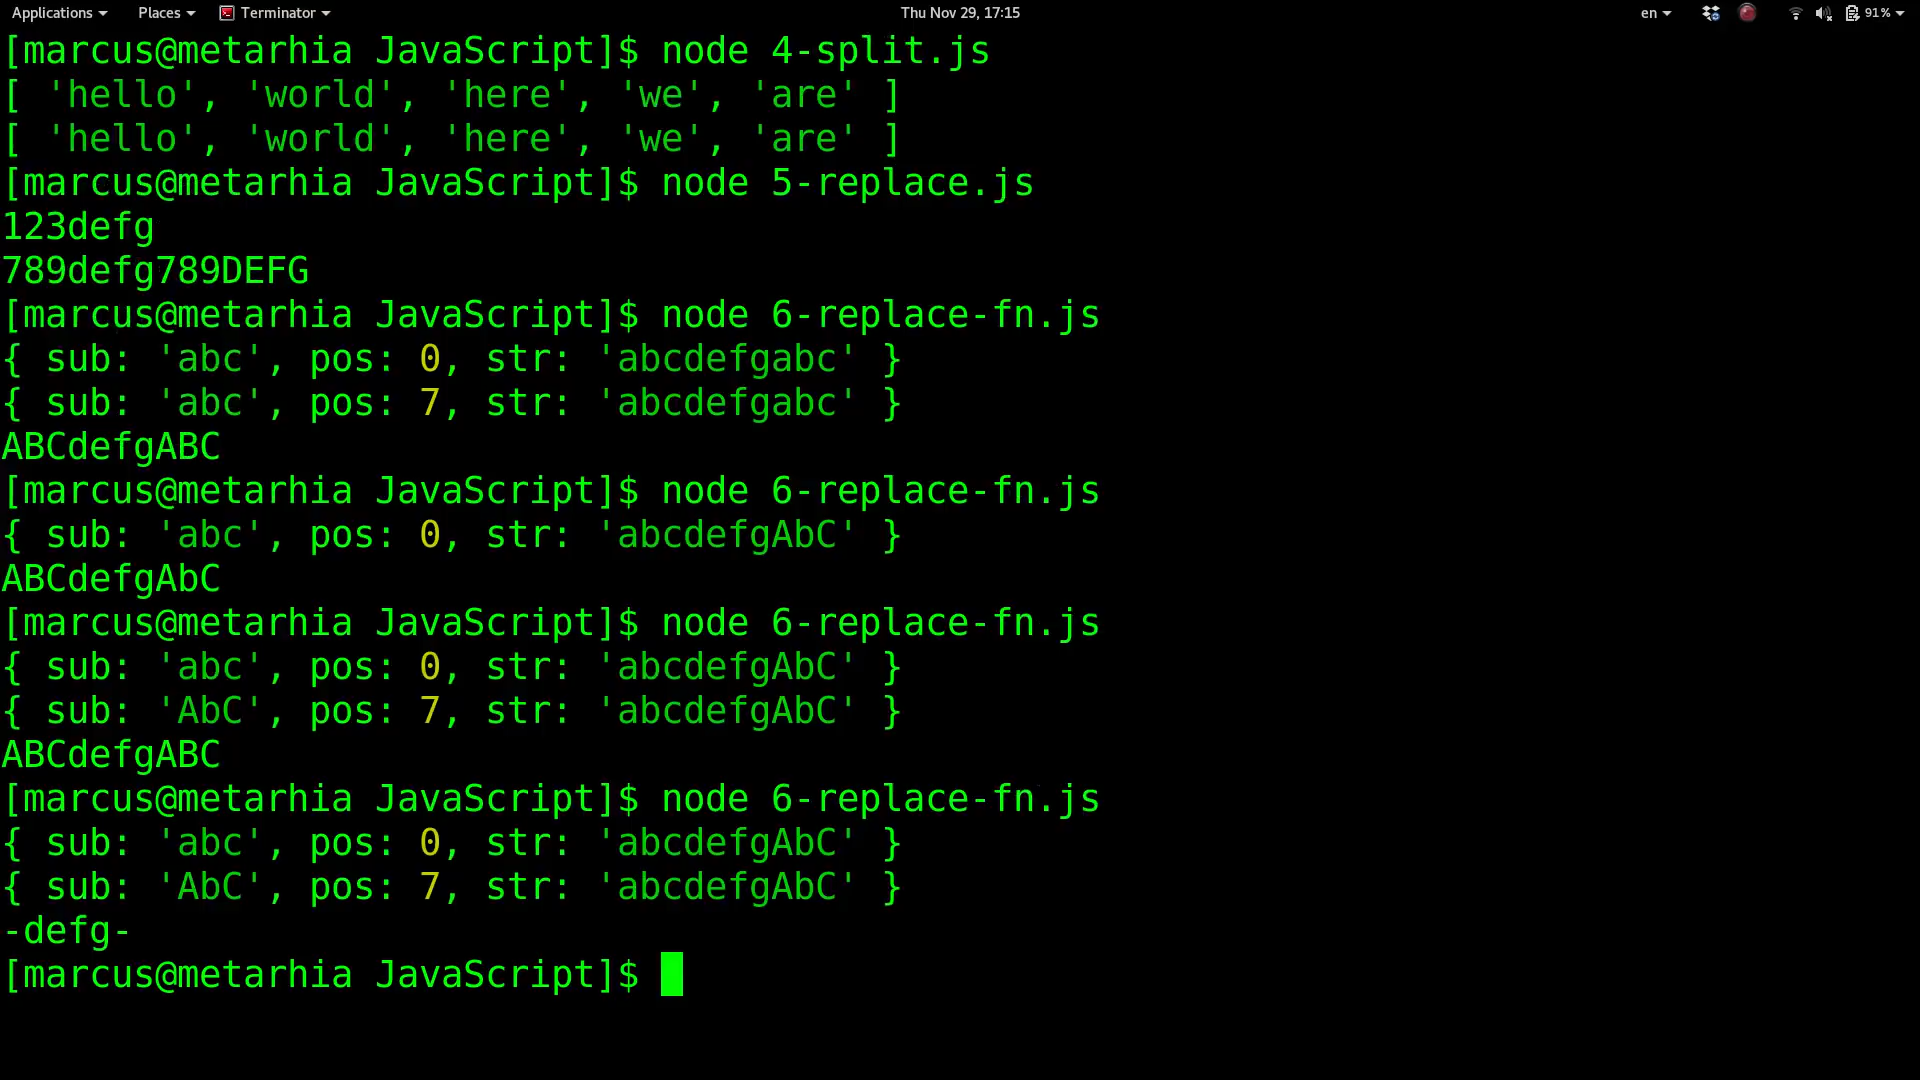 Applications Places Terminator Thu Nov 29, 17:15 en 91%
[marcus@metarhia JavaScript]$ node 4-split.js
[ 'hello', 'world', 'here', 'we', 'are' ]
[ 'hello', 'world', 'here', 'we', 'are' ]
[marcus@metarhia JavaScript]$ node 5-replace.js
123defg
789defg789DEFG
[marcus@metarhia JavaScript]$ node 6-replace-fn.js
{ sub: 'abc', pos: 0, str: 'abcdefgabc' }
{ sub: 'abc', pos: 7, str: 'abcdefgabc' }
ABCdefgABC
[marcus@metarhia JavaScript]$ node 6-replace-fn.js
{ sub: 'abc', pos: 0, str: 'abcdefgAbC' }
ABCdefgAbC
[marcus@metarhia JavaScript]$ node 6-replace-fn.js
{ sub: 'abc', pos: 0, str: 'abcdefgAbC' }
{ sub: 'AbC', pos: 7, str: 'abcdefgAbC' }
ABCdefgABC
[marcus@metarhia JavaScript]$ node 6-replace-fn.js
{ sub: 'abc', pos: 0, str: 'abcdefgAbC' }
{ sub: 'AbC', pos: 7, str: 'abcdefgAbC' }
-defg-
[marcus@metarhia JavaScript]$